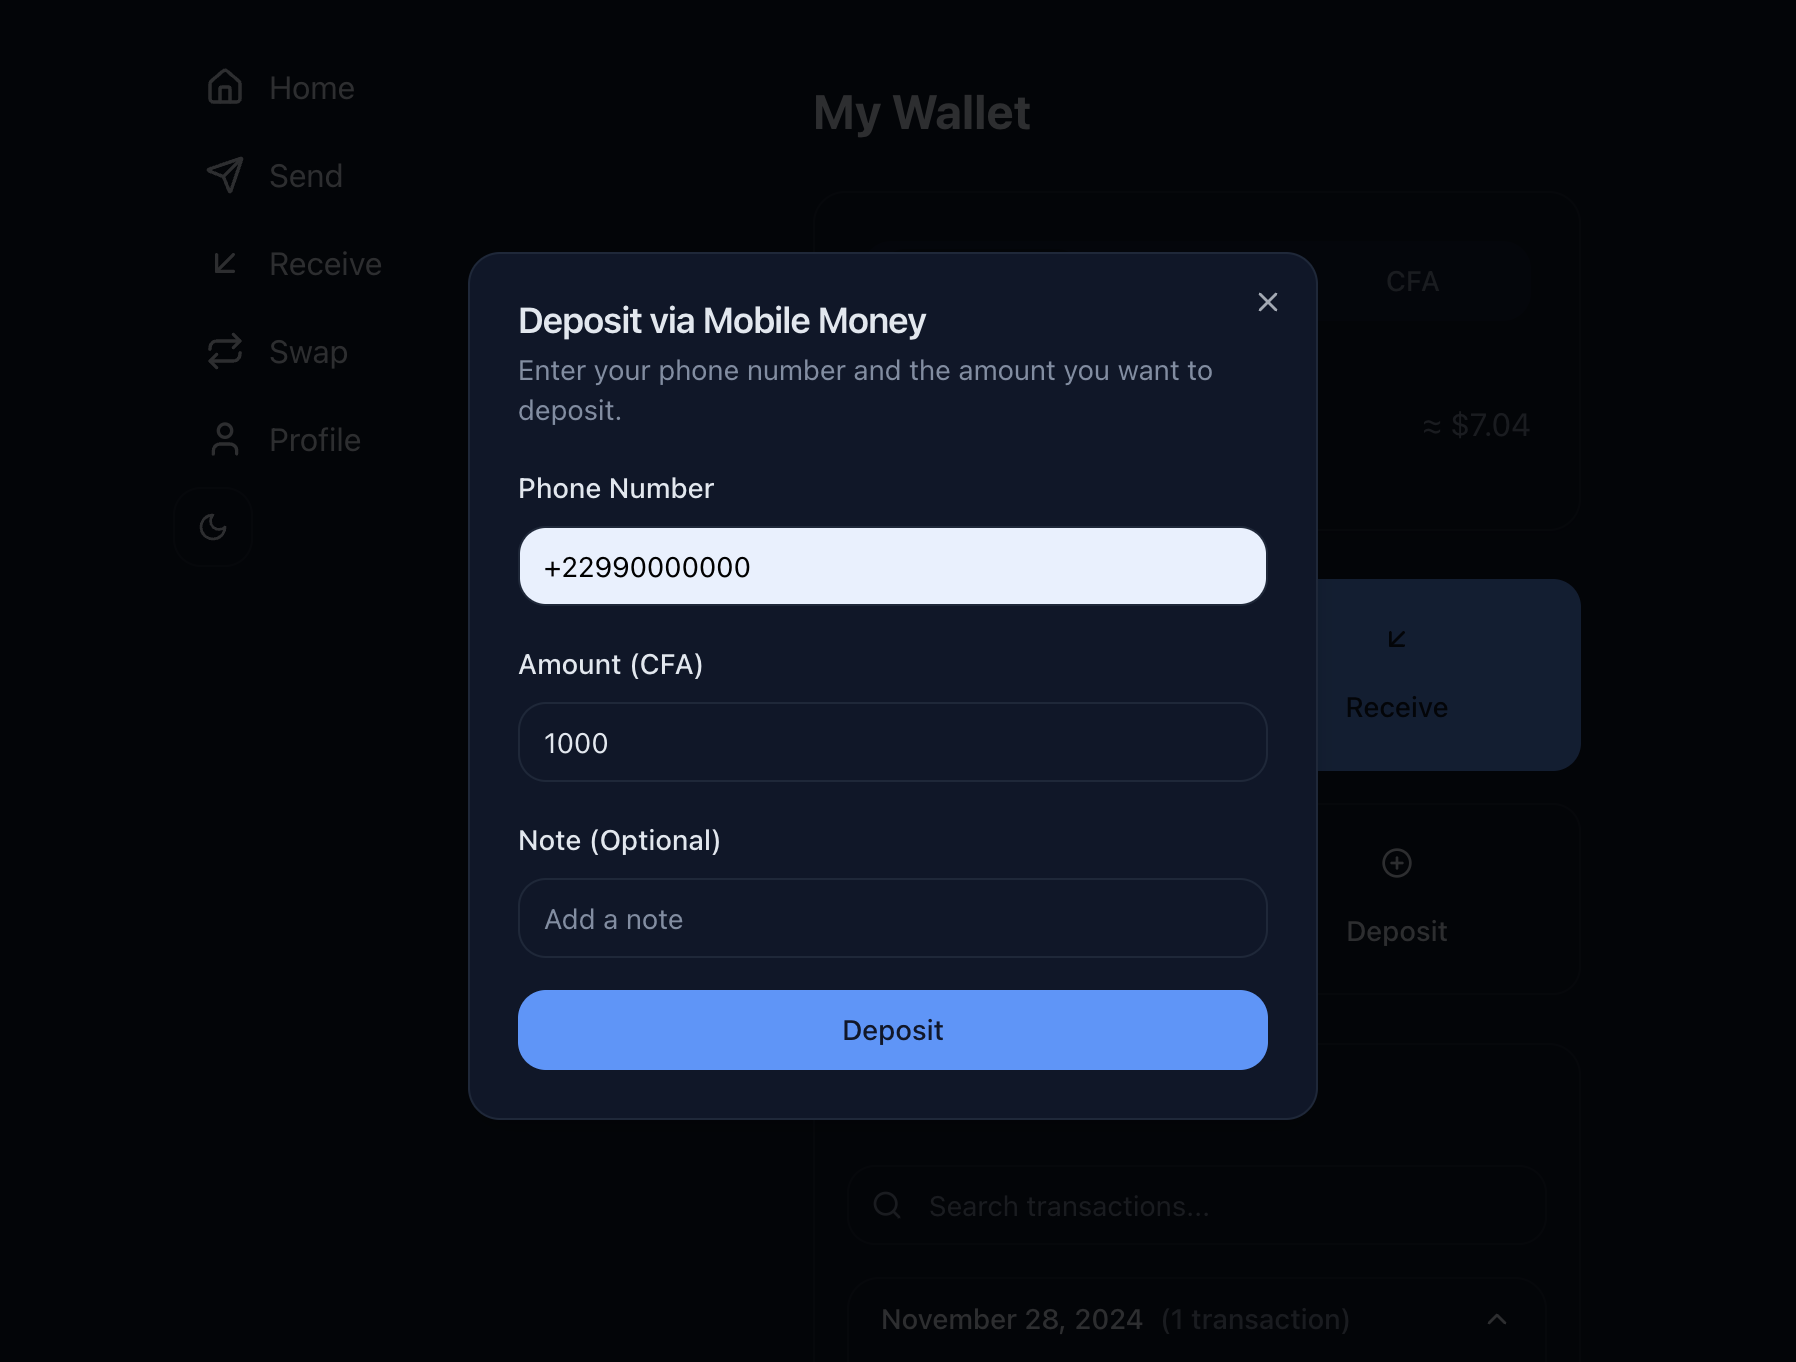 Home
Send
Receive
Swap
Profile
My Wallet
CFA
≈ $7.04
Deposit via Mobile Money
Enter your phone number and the amount you want to
deposit.
Phone Number
+22990000000
Amount (CFA)
1000
Note (Optional)
Add a note
Deposit
Receive
Deposit
Search transactions...
November 28, 2024 (1 transaction)